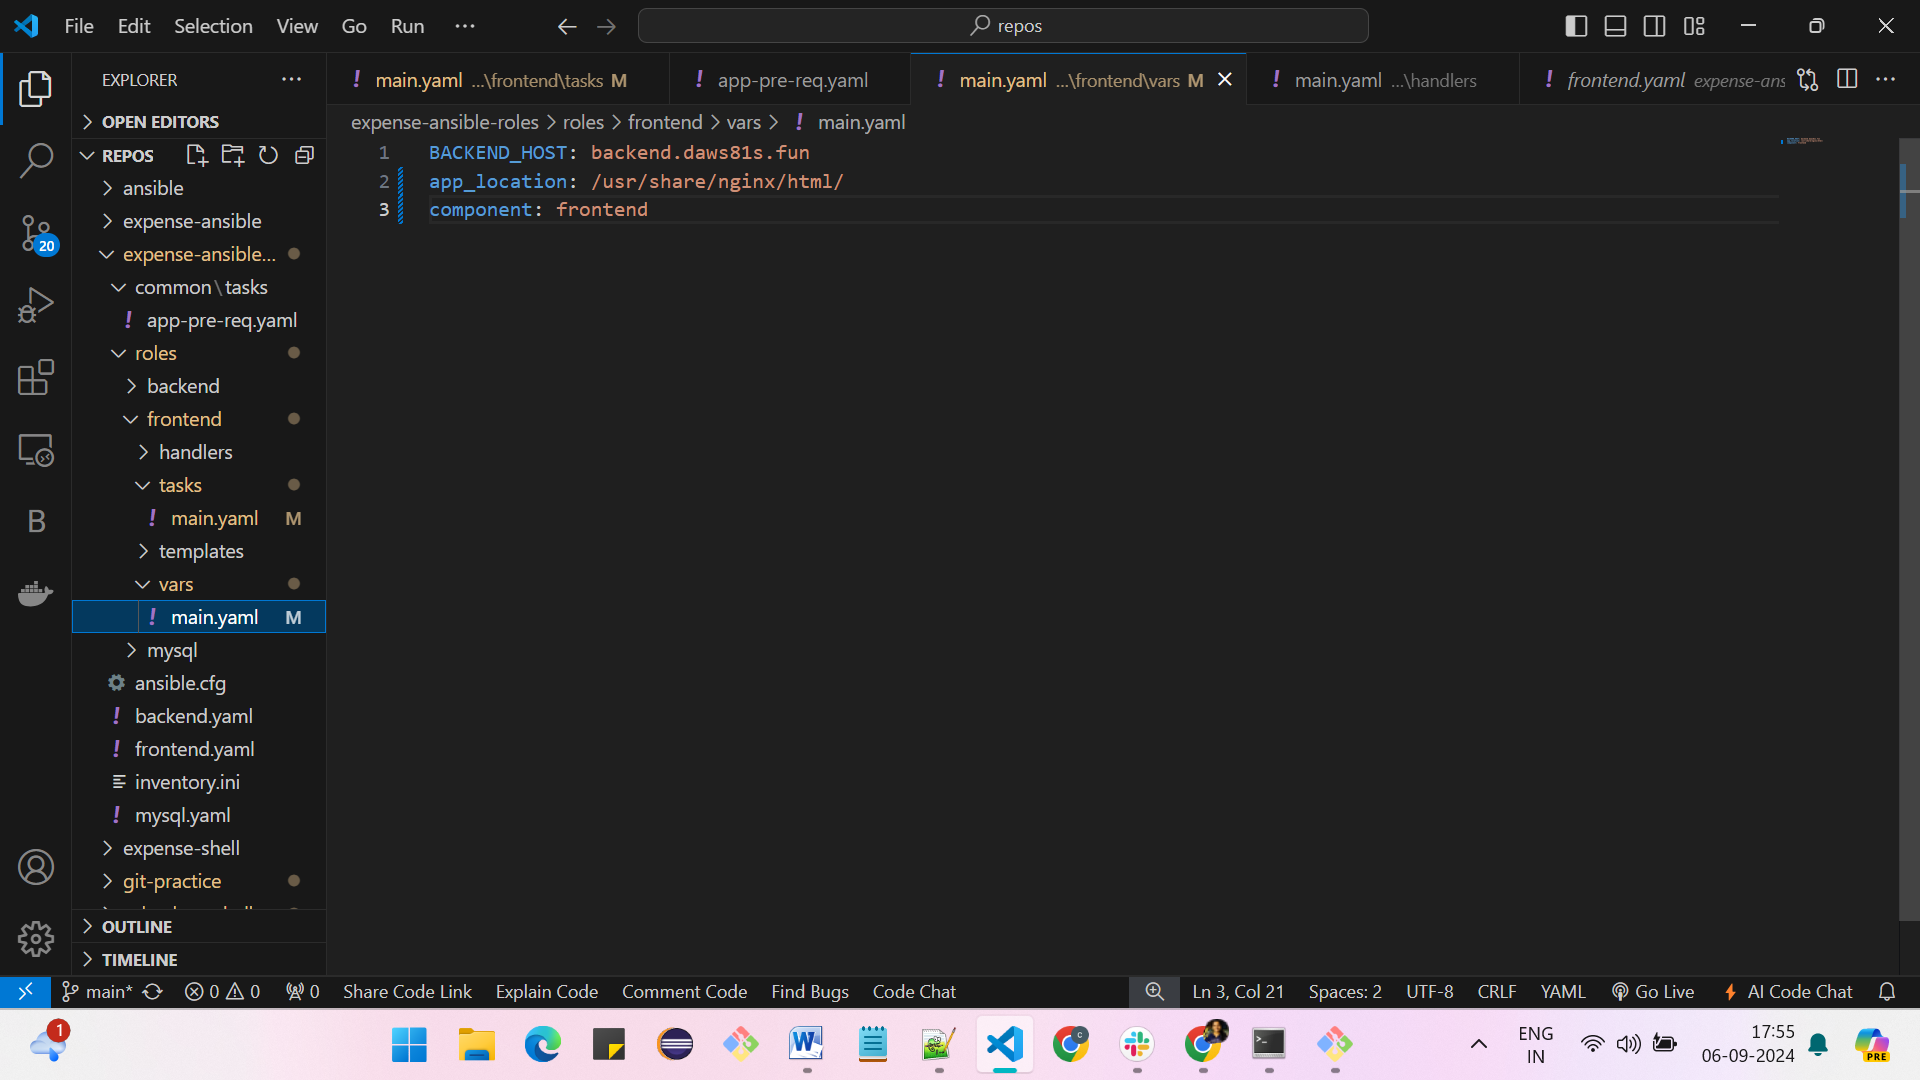 File Edit Selection View Go Run ···
repos
EXPLORER ···
OPEN EDITORS
REPOS
ansible
expense-ansible
expense-ansible...
common\tasks
! app-pre-req.yaml
roles
backend
frontend
handlers
tasks
! main.yaml M
templates
vars
! main.yaml M
mysql
ansible.cfg
! backend.yaml
! frontend.yaml
inventory.ini
! mysql.yaml
expense-shell
git-practice
OUTLINE
TIMELINE
20
B
! main.yaml ...\frontend\tasks M
! app-pre-req.yaml
! main.yaml ...\frontend\vars M
! main.yaml ...\handlers
! frontend.yaml expense-ans
expense-ansible-roles > roles > frontend > vars > ! main.yaml
1 BACKEND_HOST: backend.daws81s.fun
2 app_location: /usr/share/nginx/html/
3 component: frontend
main* 0 0 0 Share Code Link Explain Code Comment Code Find Bugs Code Chat Ln 3, Col 21 Spaces: 2 UTF-8 CRLF YAML Go Live AI Code Chat
1
W
C
ENG
IN
17:55
06-09-2024
PRE